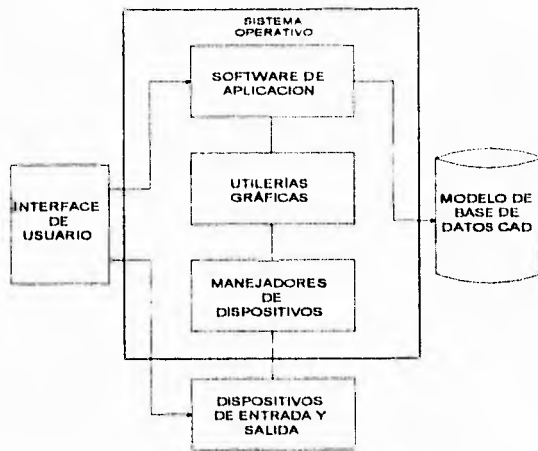 SISTEMA
OPERATIVO
SOFTWARE DE
APLICACION
UTILERÍAS
GRÁFICAS
INTERFACE
DE
USUARIO
MODELO DE
BASE DE
DATOS CAD
MANEJADORES
DE
DISPOSITIVOS
DISPOSITIVOS
DE ENTRADA Y
SALIDA